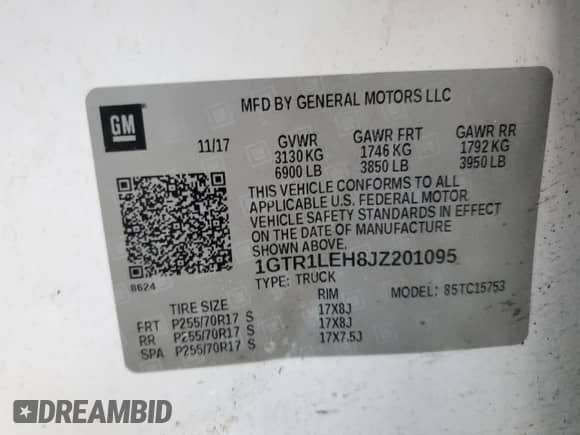 MFD BY GENERAL MOTORS LLC
GM
11/17 GVWR GAWR FRT GAWR RR
3130 KG 1746 KG 1792 KG
6900 LB 3850 LB 3950 LB
THIS VEHICLE CONFORMS TO ALL
APPLICABLE U.S. FEDERAL MOTOR
VEHICLE SAFETY STANDARDS IN EFFECT
ON THE DATE OF MANUFACTURE
SHOWN ABOVE.
1GTR1LEH8JZ201095
8624
TYPE: TRUCK MODEL: 85TC15753
TIRE SIZE RIM
FRT P255/70R17 S 17X8J
RR P255/70R17 S 17X8J
SPA P255/70R17 S 17X7.5J
DREAMBID